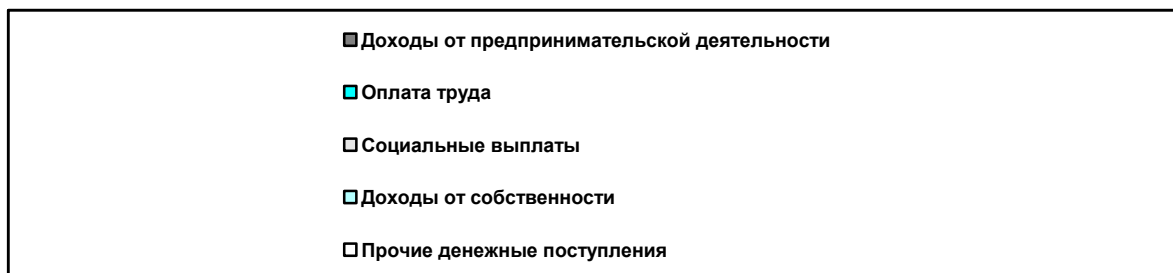 Доходы от предпринимательской деятельности
Оплата труда
Социальные выплаты
Доходы от собственности
Прочие денежные поступления